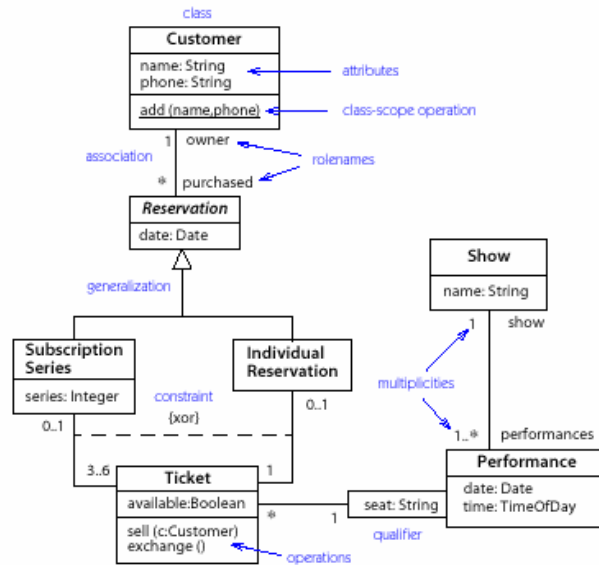 class
Customer
name: String
phone: String
attributes
add (name,phone)
class-scope operation
1
owner
association
rolenames
*
purchased
Reservation
date: Date
generalization
Show
name: String
1
show
Subscription
Series
series: Integer
Individual
Reservation
constraint
{xor}
0..1
0..1
multiplicities
1..*
performances
3..6
1
Ticket
available:Boolean
sell (c:Customer)
exchange ()
operations
*
1
seat: String
qualifier
Performance
date: Date
time: TimeOfDay